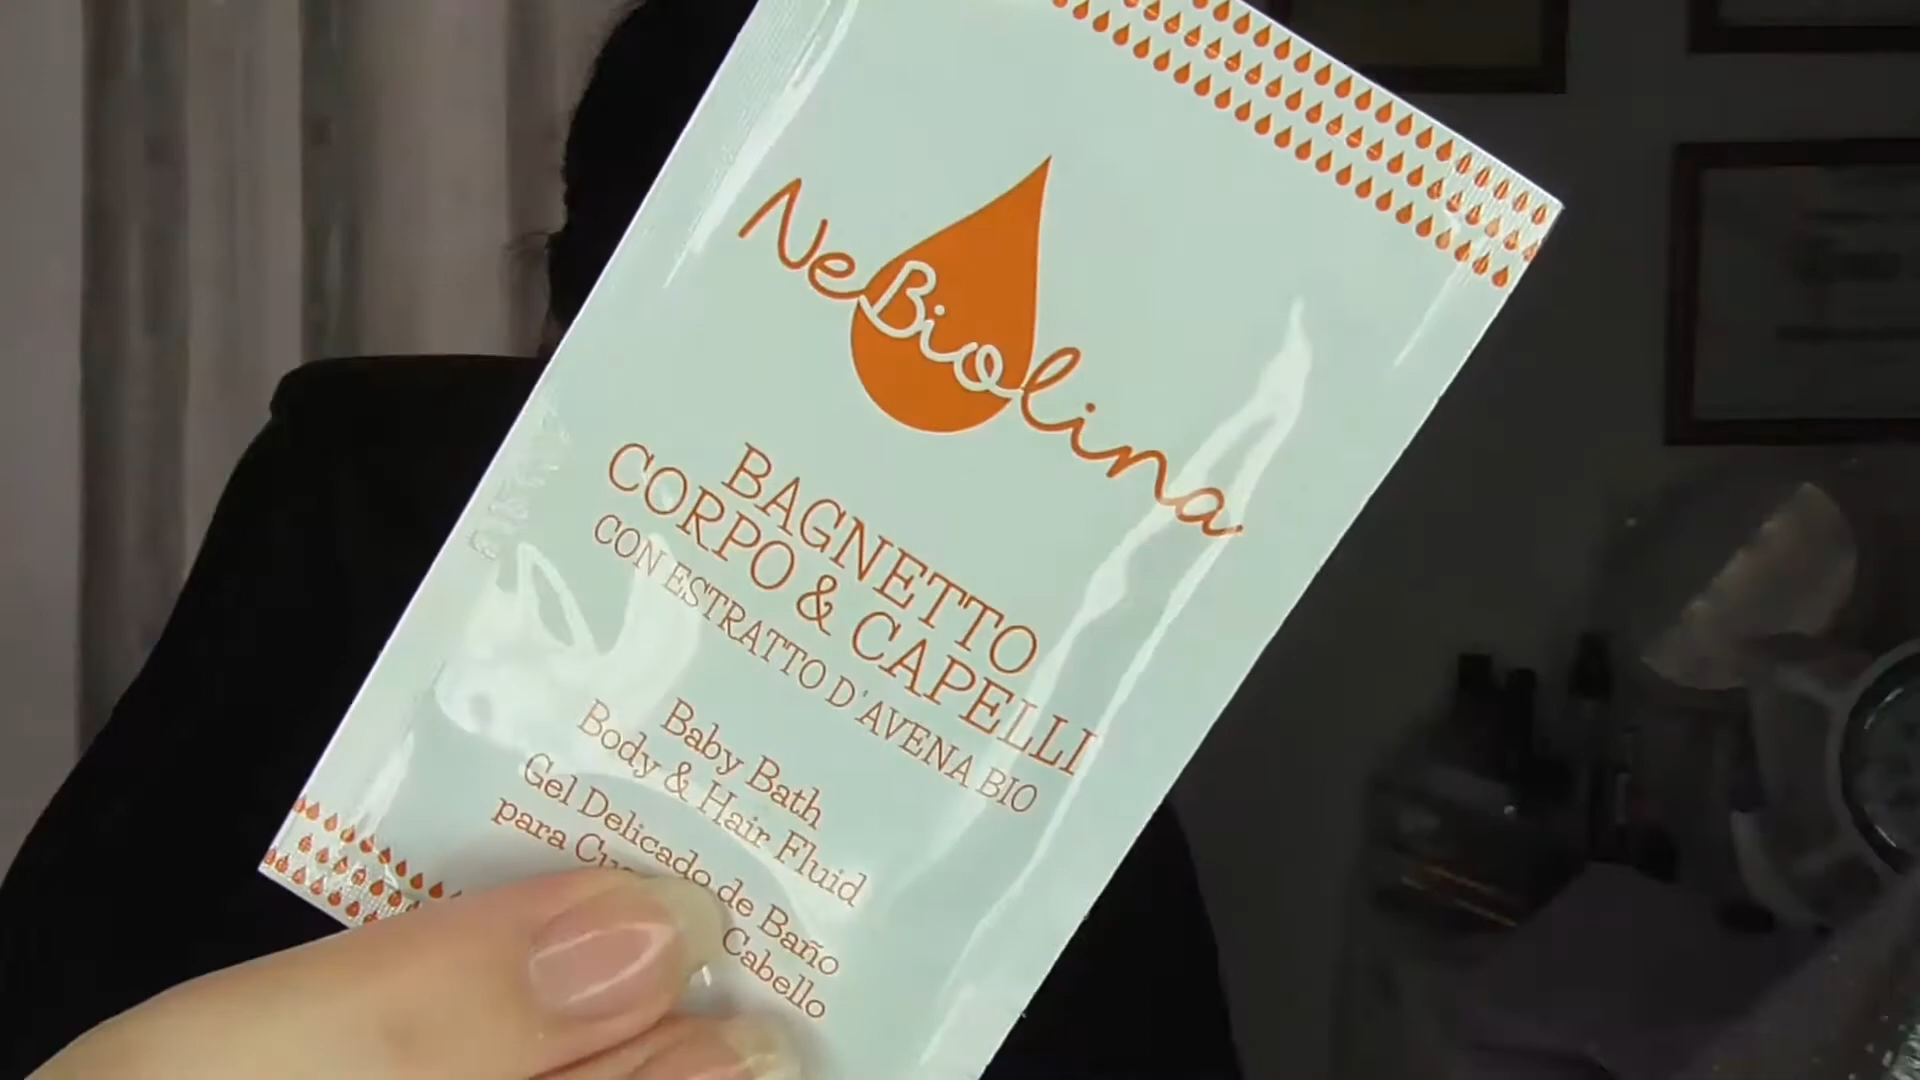 NeBiolina
BAGNETTO
CORPO & CAPELLI
CON ESTRATTO D'AVENA BIO
Baby Bath
Body & Hair Fluid
Gel Delicado de Baño
para Cabello